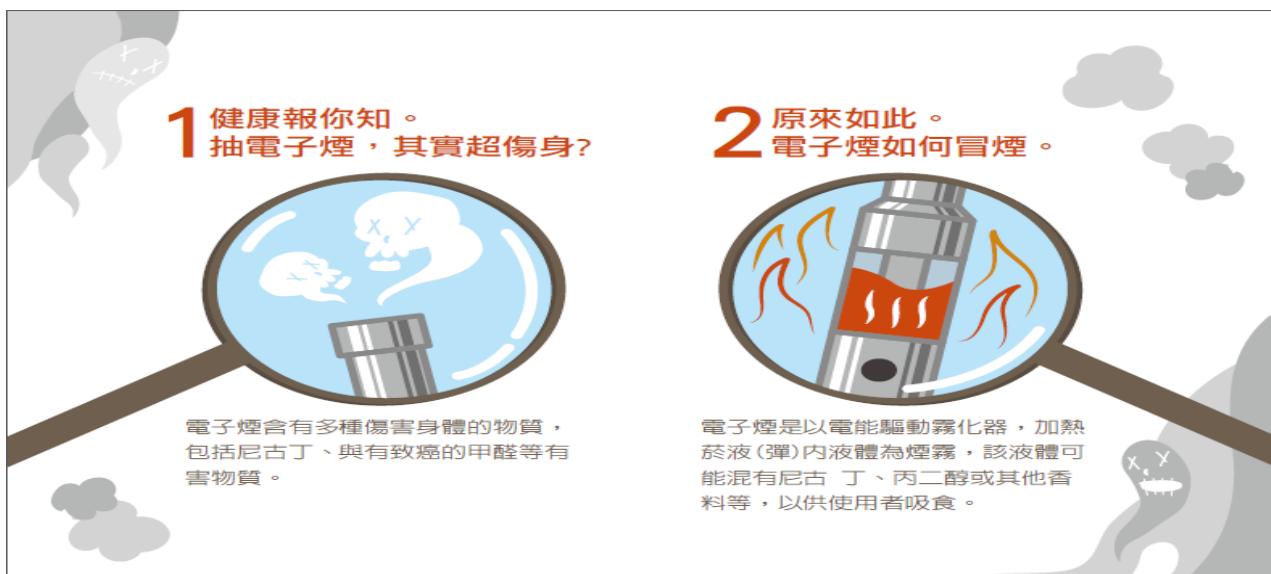 1 健康報你知。
抽電子煙,其實超傷身?
電子煙含有多種傷害身體的物質,
包括尼古丁、與有致癌的甲醛等有
害物質。
2 原來如此。
電子煙如何冒煙。
電子煙是以電能驅動霧化器,加熱
菸液(彈)內液體為煙霧,該液體可
能混有尼古 丁、丙二醇或其他香
料等,以供使用者吸食。